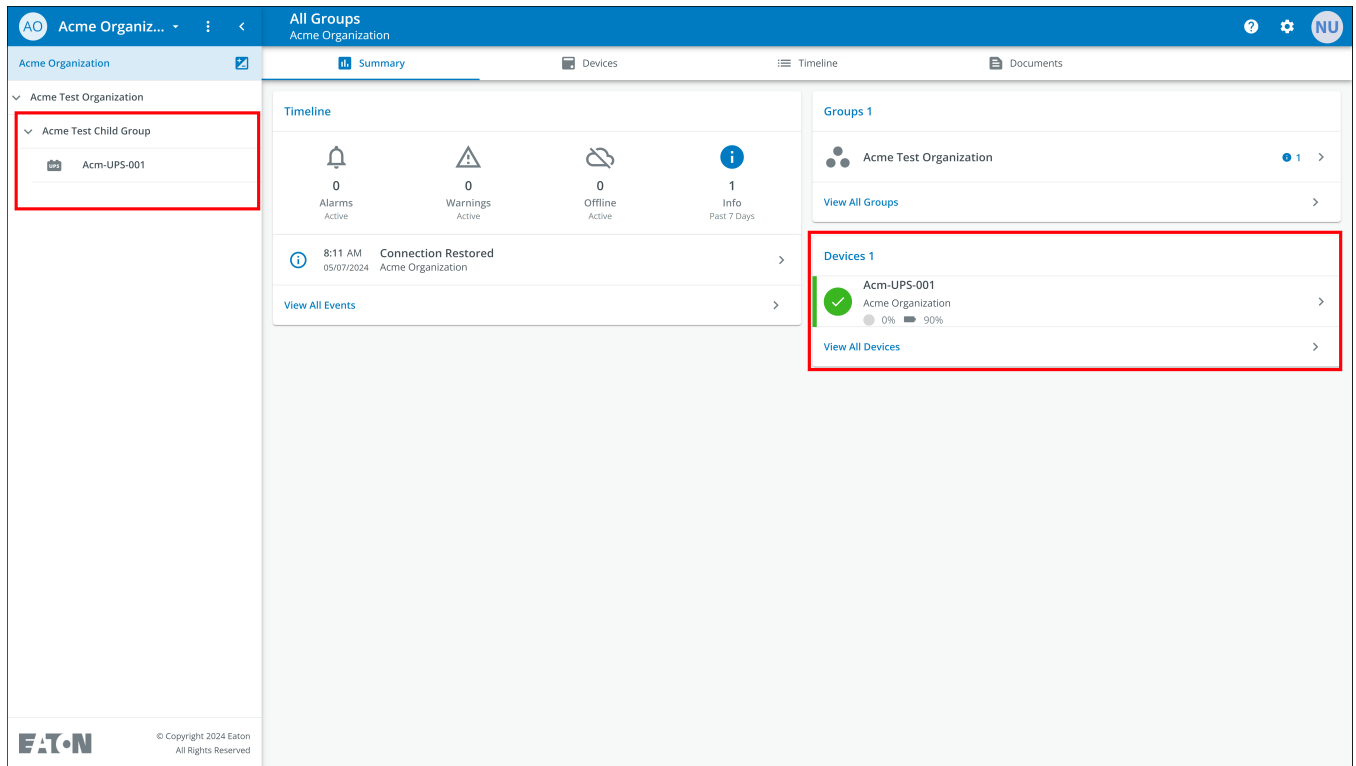 AO Acme Organiz...
All Groups
Acme Organization
NU
Acme Organization
Summary
Devices
Timeline
Documents
Acme Test Organization
Acme Test Child Group
UPS Acm-UPS-001
Timeline
0
Alarms
Active
0
Warnings
Active
0
Offline
Active
1
Info
Past 7 Days
8:11 AM Connection Restored
05/07/2024 Acme Organization
View All Events
Groups 1
Acme Test Organization 1
View All Groups
Devices 1
Acm-UPS-001
Acme Organization
0% 90%
View All Devices
EATON
© Copyright 2024 Eaton
All Rights Reserved